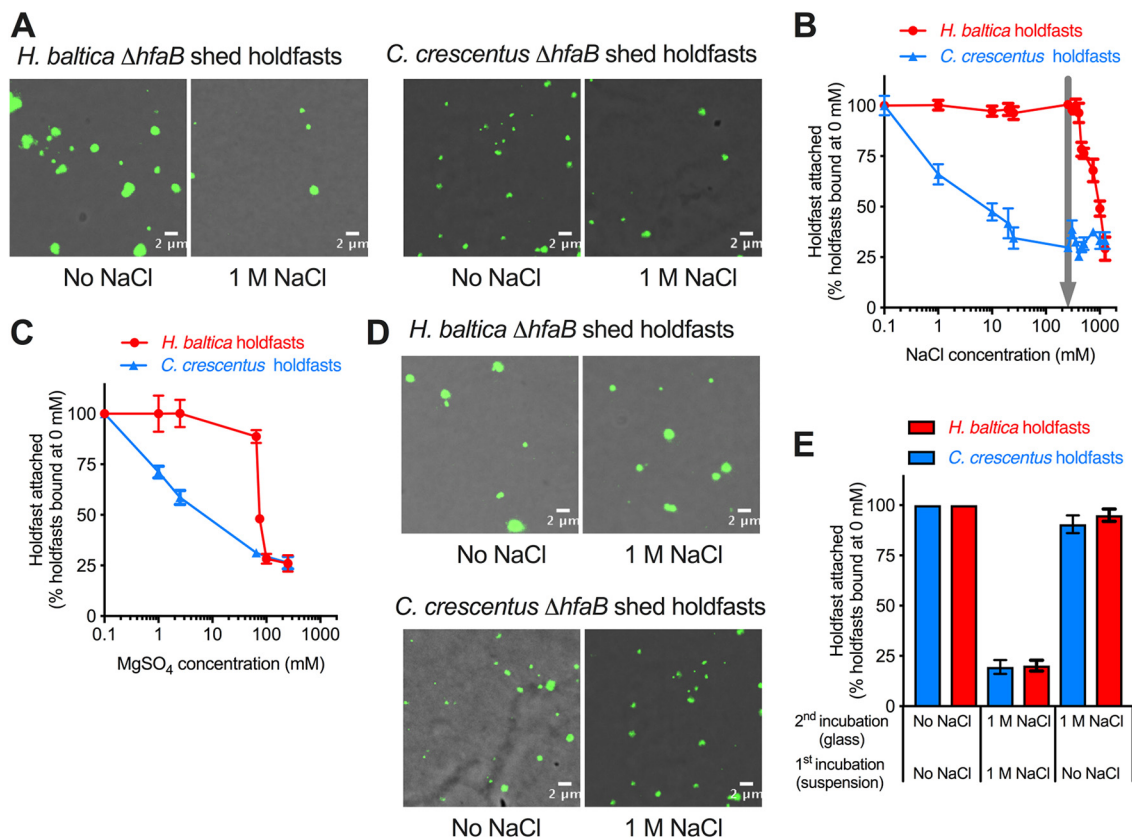 A
H. baltica ΔhfaB shed holdfasts
C. crescentus ΔhfaB shed holdfasts
2 µm
2 µm
2 µm
2 µm
No NaCl
1 M NaCl
No NaCl
1 M NaCl
B
H. baltica holdfasts
C. crescentus holdfasts
Holdfast attached
(% holdfasts bound at 0 mM)
100
75
50
25
0
0.1
1
10
100
1000
NaCl concentration (mM)
C
H. baltica holdfasts
C. crescentus holdfasts
Holdfast attached
(% holdfasts bound at 0 mM)
100
75
50
25
0
0.1
1
10
100
1000
MgSO4 concentration (mM)
D
H. baltica ΔhfaB shed holdfasts
2 µm
2 µm
No NaCl
1 M NaCl
C. crescentus ΔhfaB shed holdfasts
2 µm
2 µm
No NaCl
1 M NaCl
E
H. baltica holdfasts
C. crescentus holdfasts
Holdfast attached
(% holdfasts bound at 0 mM)
100
75
50
25
0
2nd incubation
(glass)
No NaCl
1 M NaCl
1 M NaCl
1st incubation
(suspension)
No NaCl
1 M NaCl
No NaCl